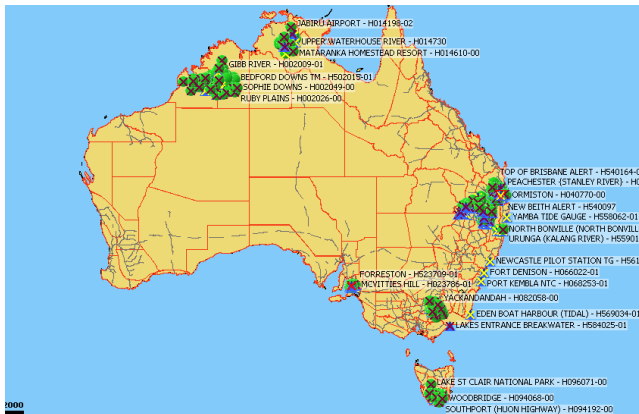 JABIRU AIRPORT - H014198-02
UPPER WATERHOUSE RIVER - H014730
MATARANKA HOMESTEAD RESORT - H014610-00
GIBB RIVER - H002009-01
BEDFORD DOWNS TM - H502015-01
SOPHIE DOWNS - H002049-00
RUBY PLAINS - H002026-00
TOP OF BRISBANE ALERT - H540164-0
PEACHESTER (STANLEY RIVER) - H0
ORMISTON - H040770-00
NEW BEITH ALERT - H540097
YAMBA TIDE GAUGE - H558062-01
NORTH BONVILLE (NORTH BONVILL
URUNGA (KALANG RIVER) - H55901
NEWCASTLE PILOT STATION TG - H561
FORT DENISON - H066022-01
PORT KEMBLA NTC - H068253-01
FORRESTON - H523709-01
MCVITTIES HILL - H023786-01
YACKANDANDAH - H082058-00
EDEN BOAT HARBOUR (TIDAL) - H569034-01
LAKES ENTRANCE BREAKWATER - H584025-01
LAKE ST CLAIR NATIONAL PARK - H096071-00
WOODBRIDGE - H094068-00
SOUTHPORT (HUON HIGHWAY) - H094192-00
2000